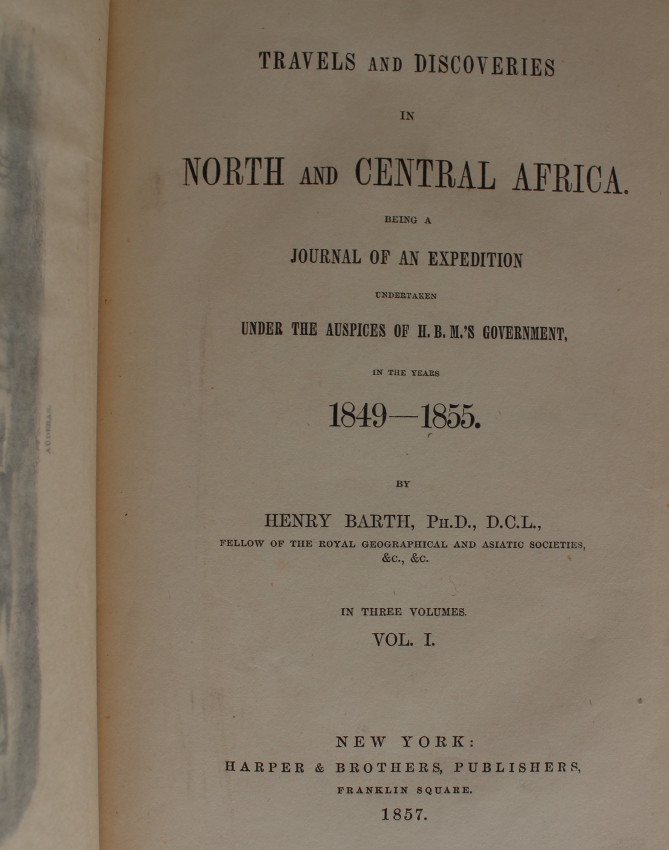 TRAVELS AND DISCOVERIES
IN
NORTH AND CENTRAL AFRICA.
BEING A
JOURNAL OF AN EXPEDITION
UNDERTAKEN
UNDER THE AUSPICES OF H. B. M.'S GOVERNMENT,
IN THE YEARS
1849—1855.
BY
HENRY BARTH, PH.D., D.C.L.,
FELLOW OF THE ROYAL GEOGRAPHICAL AND ASIATIC SOCIETIES,
&C., &C.
IN THREE VOLUMES.
VOL. I.
NEW YORK:
HARPER & BROTHERS, PUBLISHERS,
FRANKLIN SQUARE.
1857.